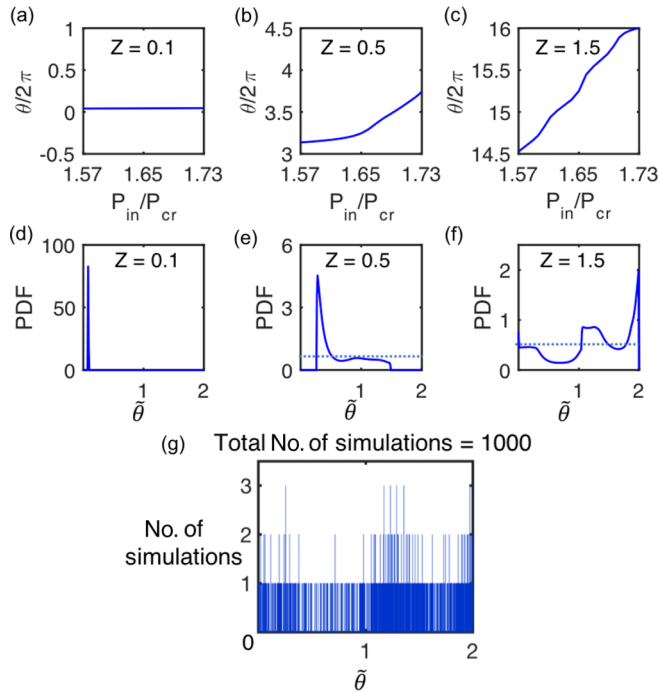 (a) (b) (c)
1 4.5 16
Z = 0.1 Z = 0.5 Z = 1.5
0.5 4 15.5
θ/2π θ/2π θ/2π
0 3.5 15
-0.5 3 14.5
1.57 1.65 1.73 1.57 1.65 1.73 1.57 1.65 1.73
P_in/P_cr P_in/P_cr P_in/P_cr
(d) (e) (f)
100 6
Z = 0.1 Z = 0.5 Z = 1.5
2
PDF 50 PDF 3 PDF 1
0 0 0
1 2 1 2 1 2
θ̃ θ̃ θ̃
(g) Total No. of simulations = 1000
3
No. of 2
simulations
1
0
1 2
θ̃